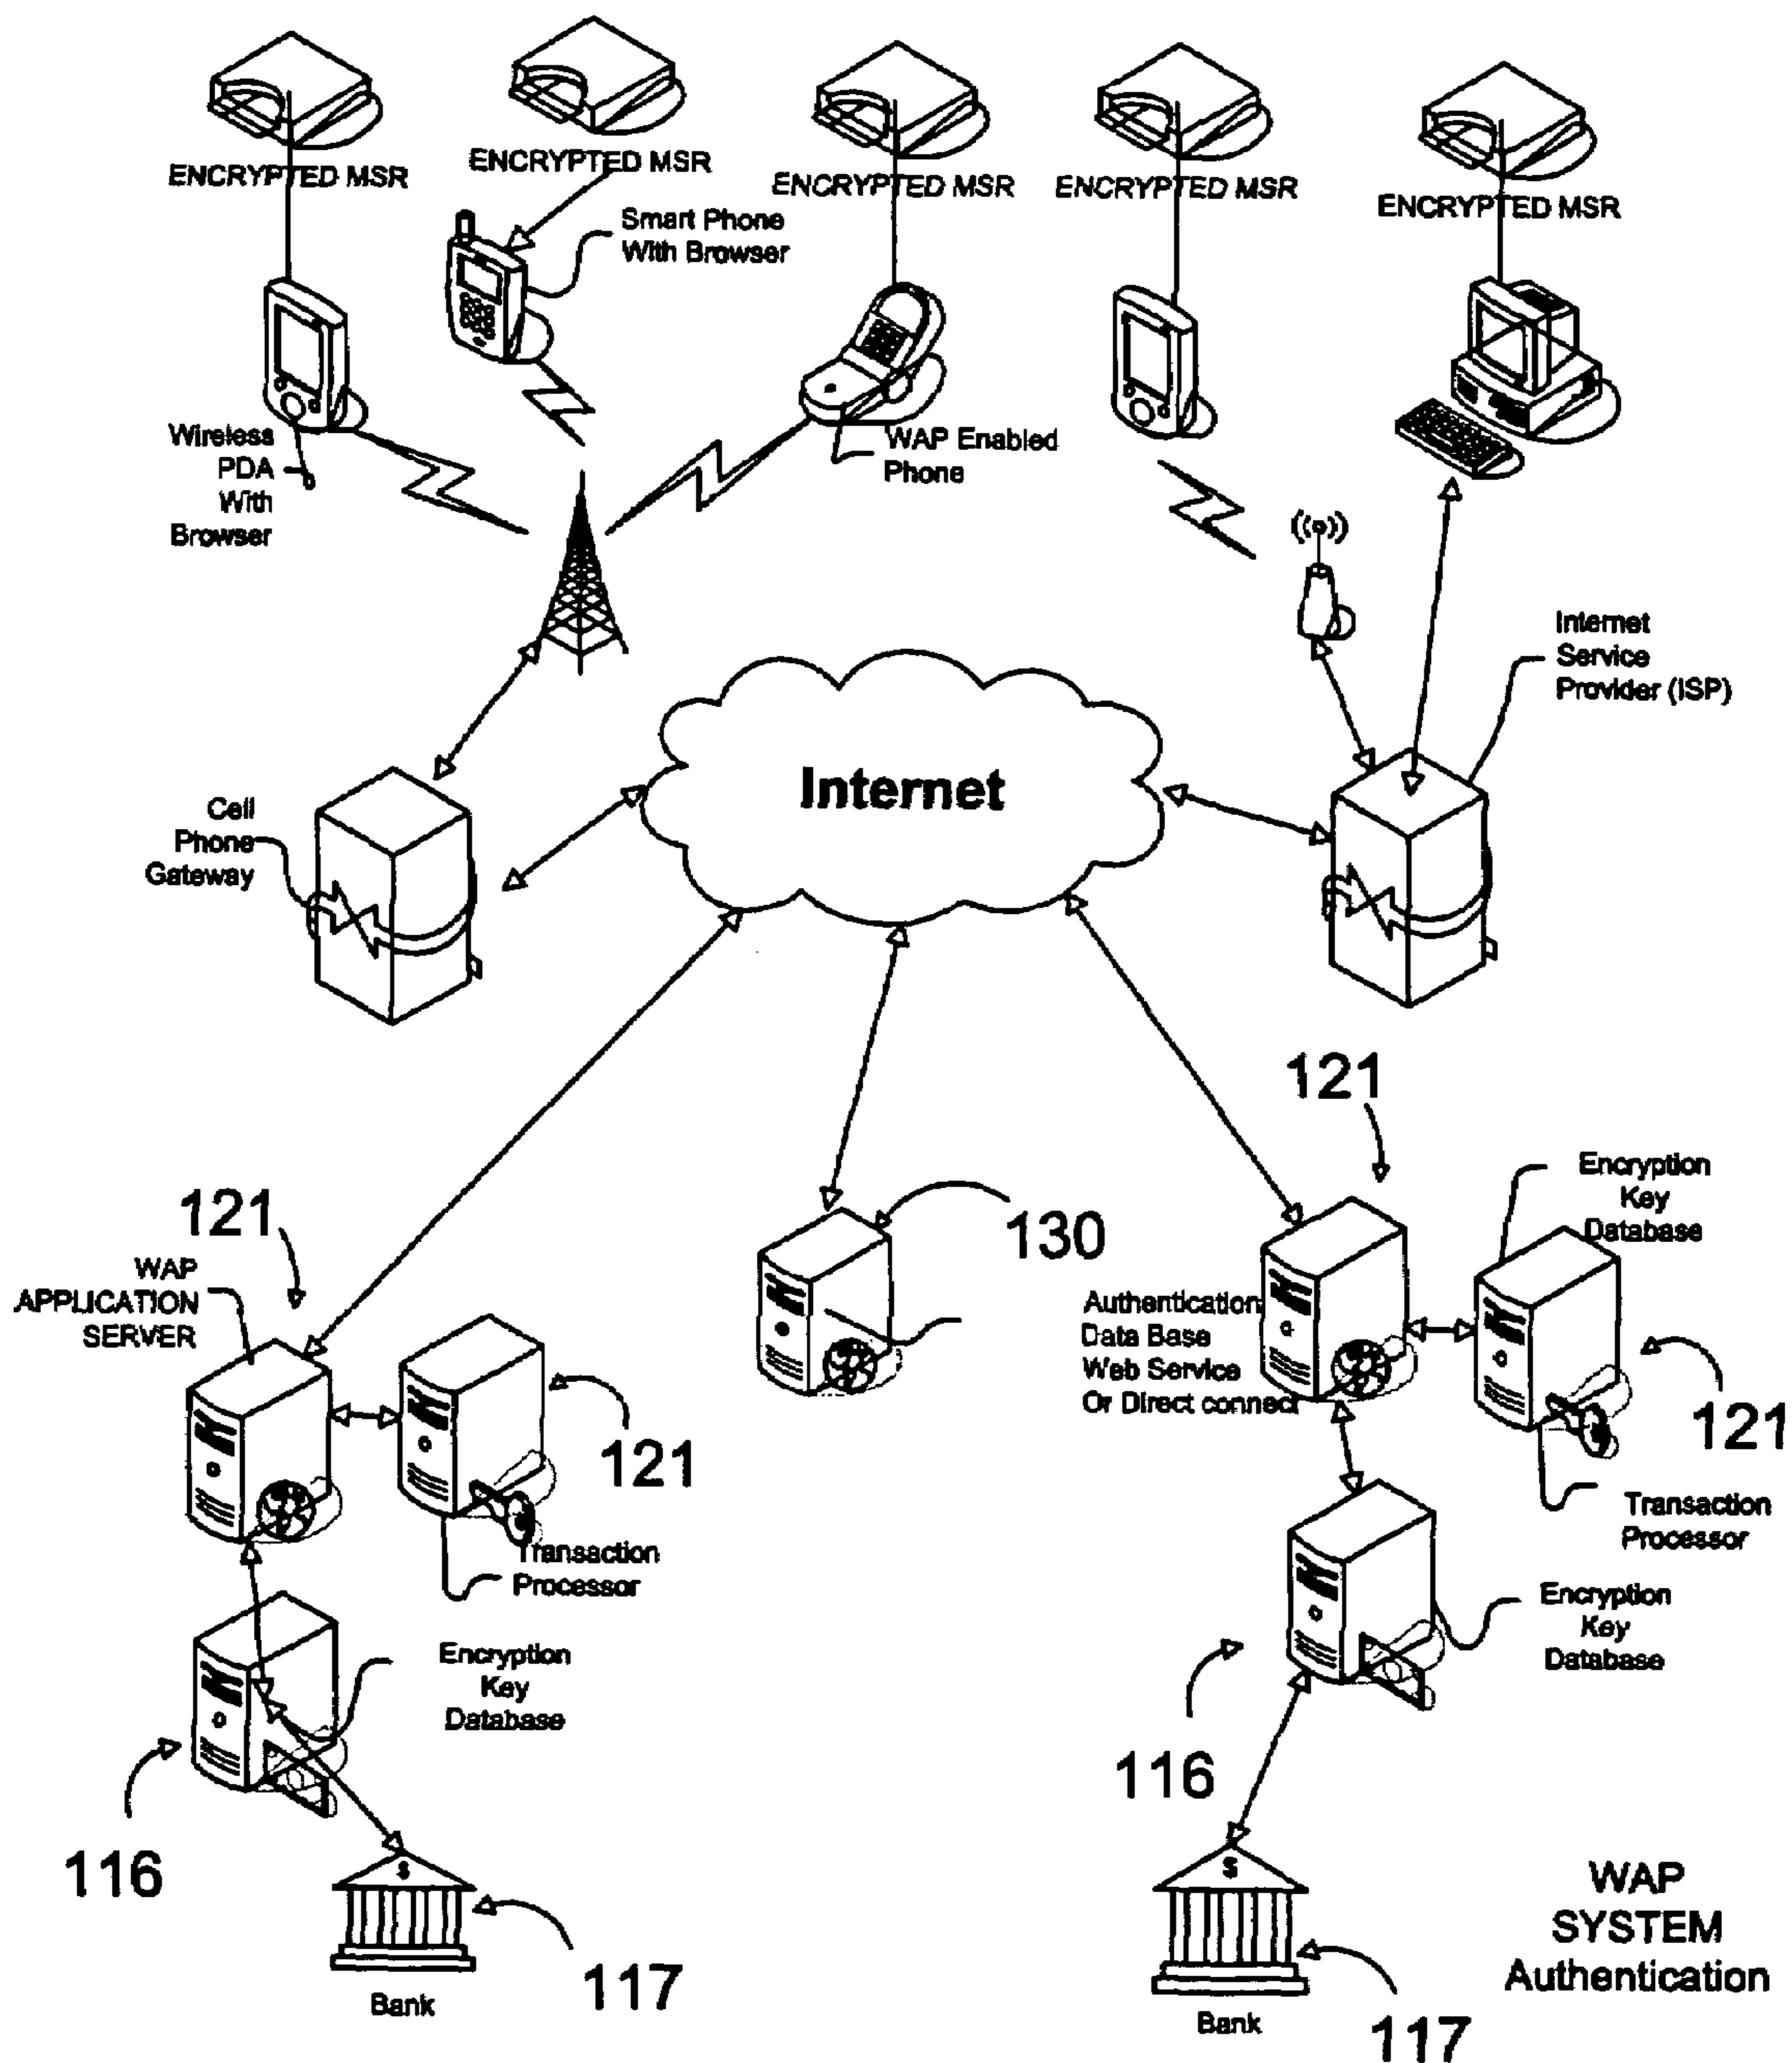 ENCRYPTED MSR
ENCRYPTED MSR
ENCRYPTED MSR
ENCRYPTED MSR
ENCRYPTED MSR
Smart Phone
With Browser
Wireless
PDA
With
Browser
WAP Enabled
Phone
Internet
Service
Provider (ISP)
Internet
Cell
Phone
Gateway
121
Encryption
Key
Database
121
130
WAP
APPLICATION
SERVER
Authentication
Data Base
Web Service
Or Direct connect
121
121
Transaction
Processor
Transaction
Processor
Encryption
Key
Database
Encryption
Key
Database
116
116
$
$
117
Bank
117
Bank
WAP
SYSTEM
Authentication